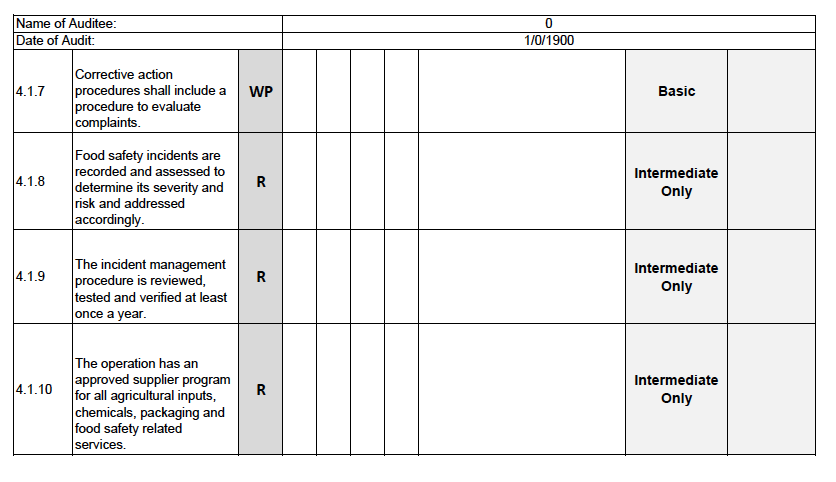 Name of Auditee: 0
Date of Audit: 1/0/1900
4.1.7
Corrective action
procedures shall include a
procedure to evaluate
complaints.
WP
Basic
4.1.8
Food safety incidents are
recorded and assessed to
determine its severity and
risk and addressed
accordingly.
R
Intermediate
Only
4.1.9
The incident management
procedure is reviewed,
tested and verified at least
once a year.
R
Intermediate
Only
4.1.10
The operation has an
approved supplier program
for all agricultural inputs,
chemicals, packaging and
food safety related
services.
R
Intermediate
Only